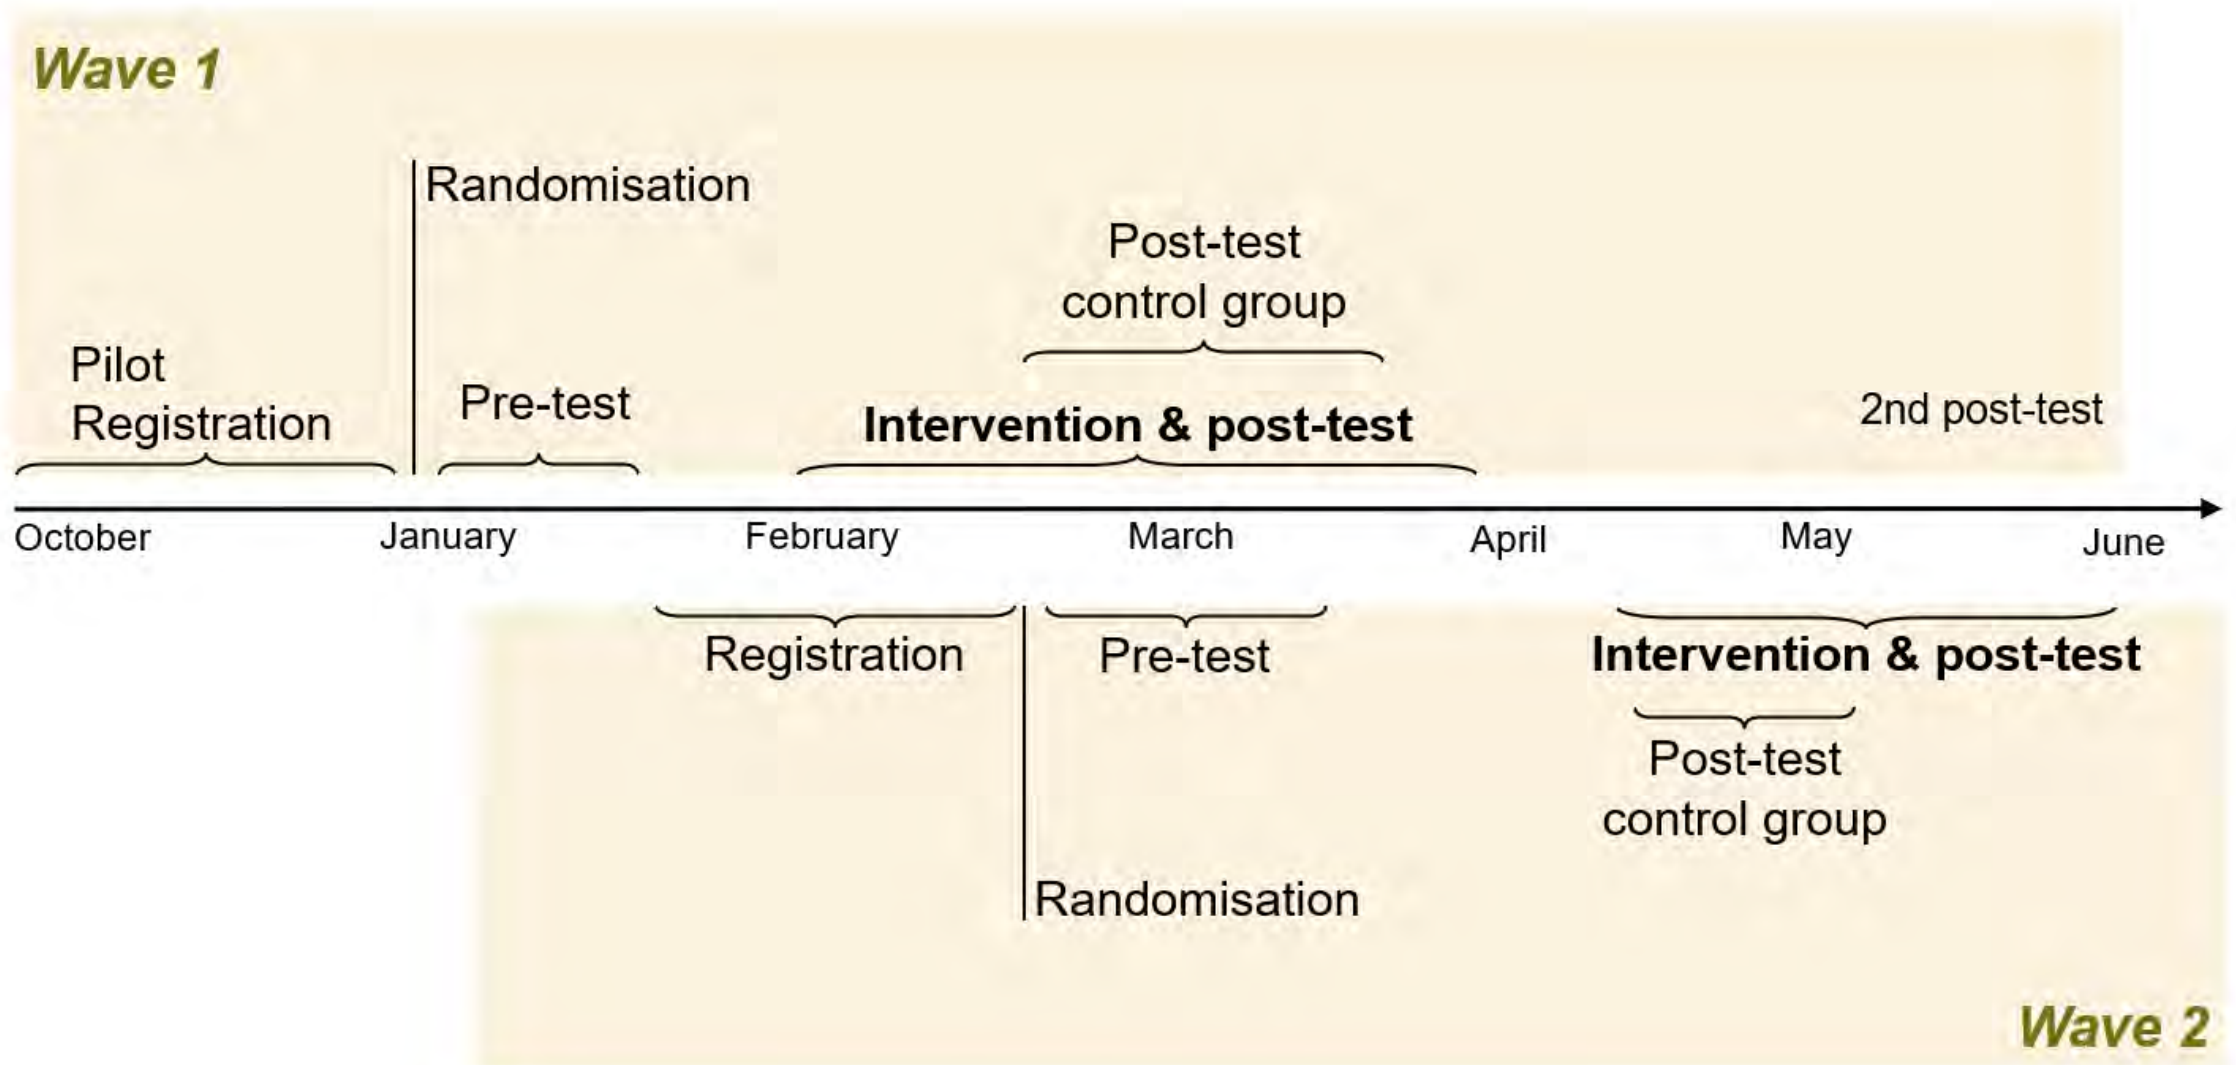 Wave 1
Randomisation
Post-test
control group
Pilot
Registration
Pre-test
Intervention & post-test
2nd post-test
October
January
February
March
April
May
June
Registration
Pre-test
Intervention & post-test
Post-test
control group
Randomisation
Wave 2